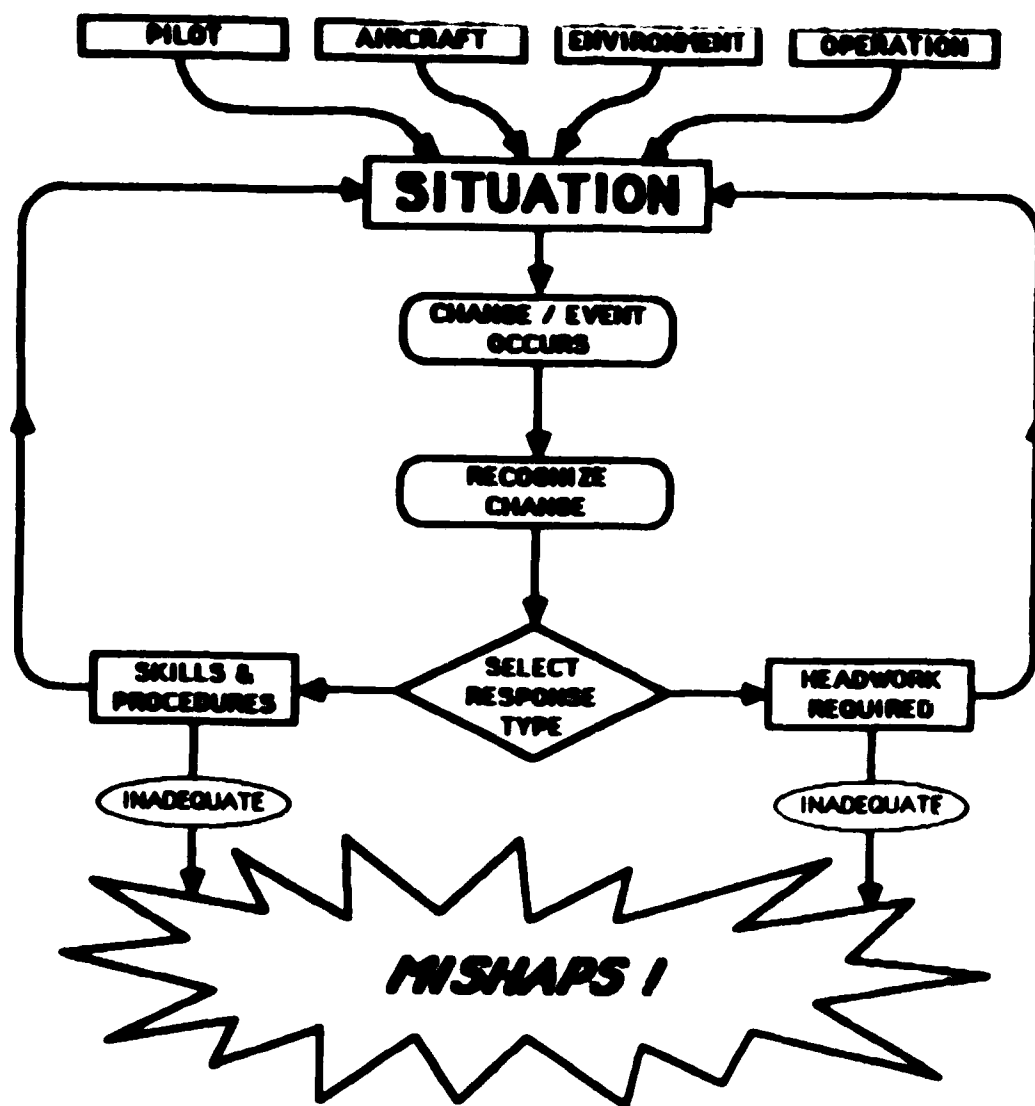 PILOT
AIRCRAFT
ENVIRONMENT
OPERATION
SITUATION
CHANGE / EVENT
OCCURS
RECOGNIZE
CHANGE
SELECT
RESPONSE
TYPE
SKILLS &
PROCEDURES
HEADWORK
REQUIRED
INADEQUATE
INADEQUATE
MISHAPS !